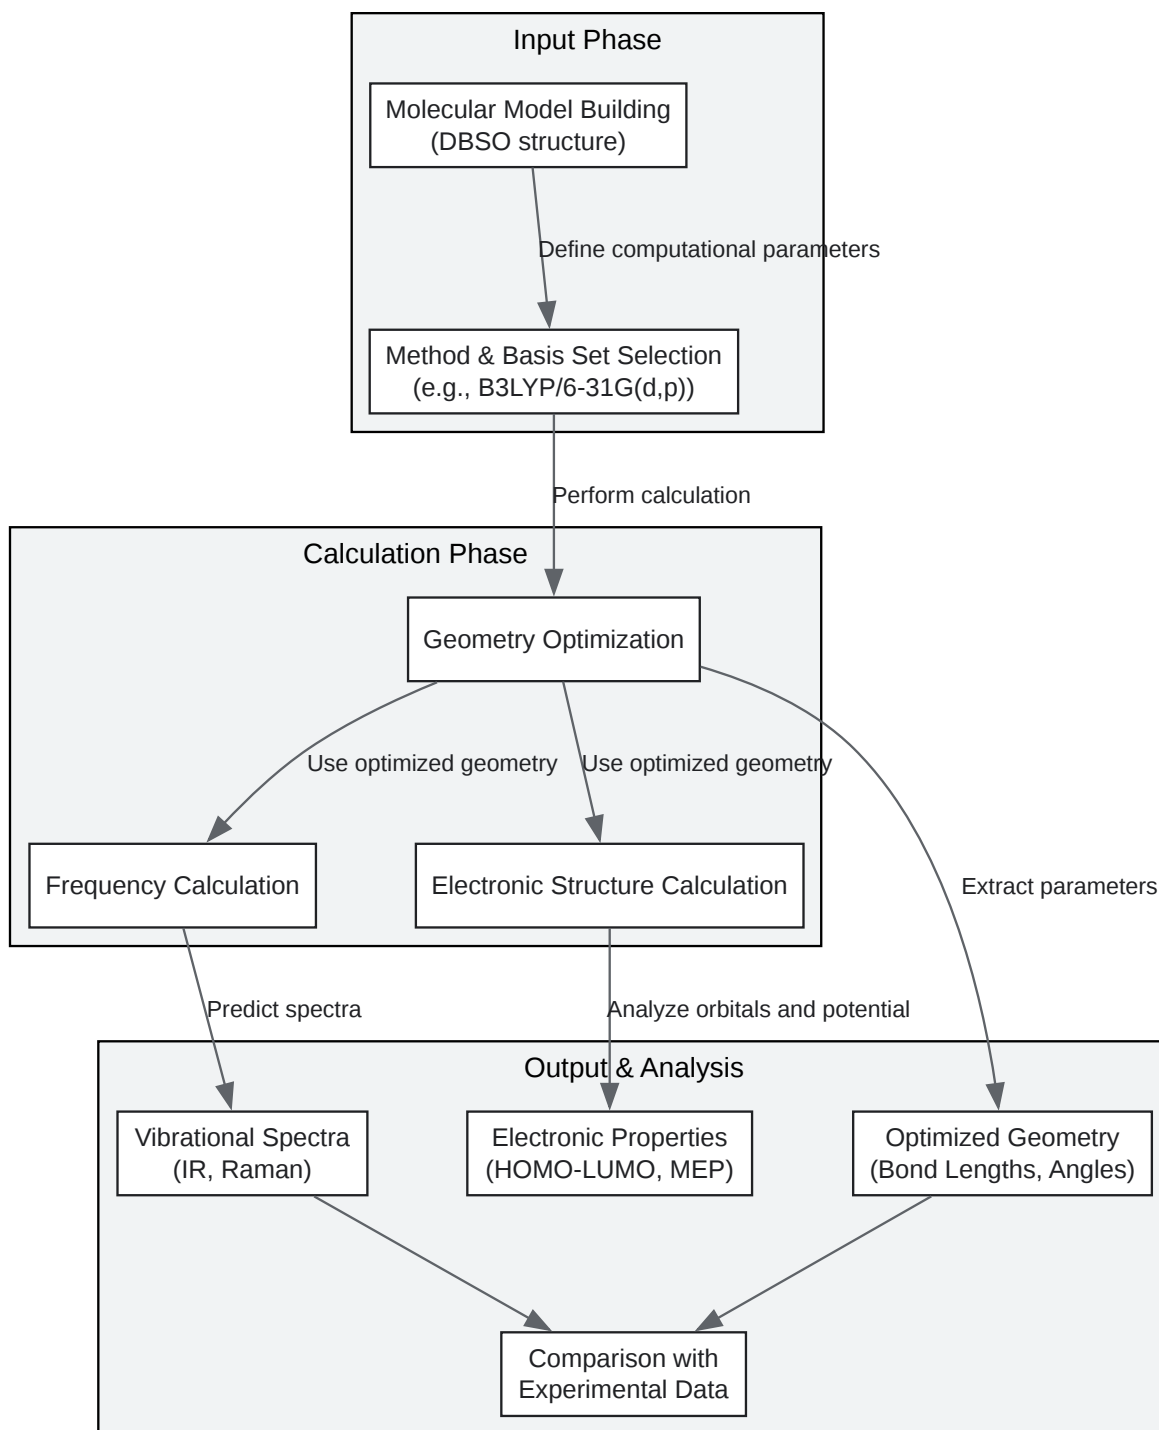 Input Phase
Molecular Model Building
(DBSO structure)
Define computational parameters
Method & Basis Set Selection
(e.g., B3LYP/6-31G(d,p))
Perform calculation
Calculation Phase
Geometry Optimization
Use optimized geometry
Use optimized geometry
Frequency Calculation
Electronic Structure Calculation
Extract parameters
Predict spectra
Analyze orbitals and potential
Output & Analysis
Vibrational Spectra
(IR, Raman)
Electronic Properties
(HOMO-LUMO, MEP)
Optimized Geometry
(Bond Lengths, Angles)
Comparison with
Experimental Data